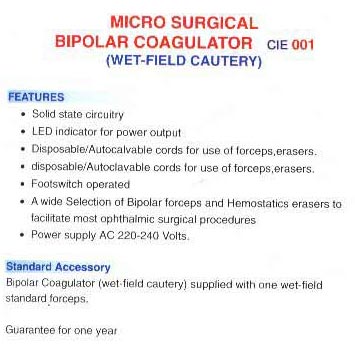 MICRO SURGICAL
BIPOLAR COAGULATOR CIE 001
(WET-FIELD CAUTERY)
FEATURES
• Solid state circuitry
• LED indicator for power output
• Disposable/Autocalvable cords for use of forceps,erasers.
• disposable/Autoclavable cords for use of forceps,erasers.
• Footswitch operated
• A wide Selection of Bipolar forceps and Hemostatics erasers to
facilitate most ophthalmic surgical procedures
• Power supply AC 220-240 Volts.
Standard Accessory
Bipolar Coagulator (wet-field cautery) supplied with one wet-field
standard forceps.
Guarantee for one year